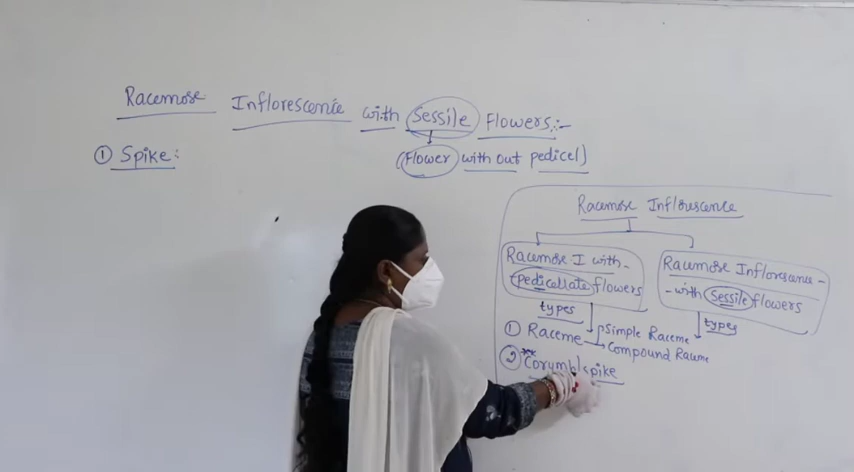 Racemose Inflorescence with Sessile Flowers:-
① Spike:
(Flower with out pedicel)
Racemose Inflorescence
Racemose I with-
pedicellate flowers
types
① Raceme
Simple Raceme
Compound Raceme
② Corymb/spike
Racemose Inflorescence-
-with Sessile flowers
types